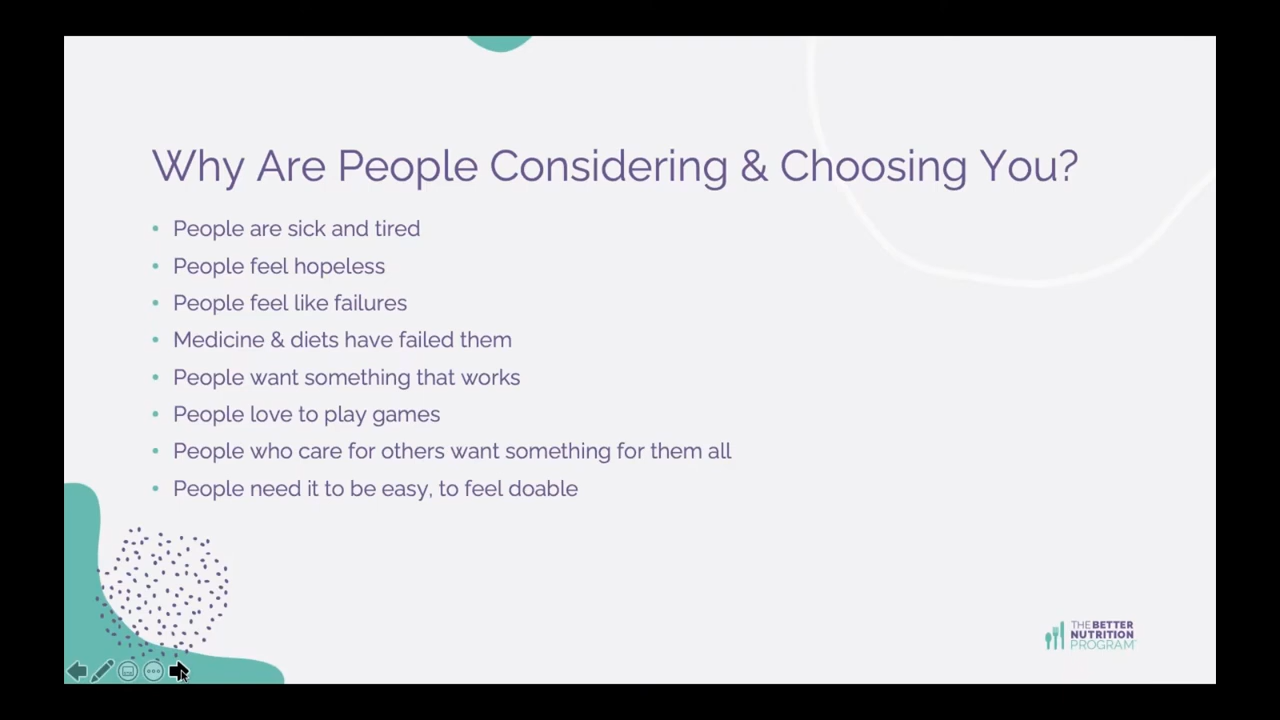 Why Are People Considering & Choosing You?
• People are sick and tired
• People feel hopeless
• People feel like failures
• Medicine & diets have failed them
• People want something that works
• People love to play games
• People who care for others want something for them all
• People need it to be easy, to feel doable
THE BETTER
NUTRITION
PROGRAM